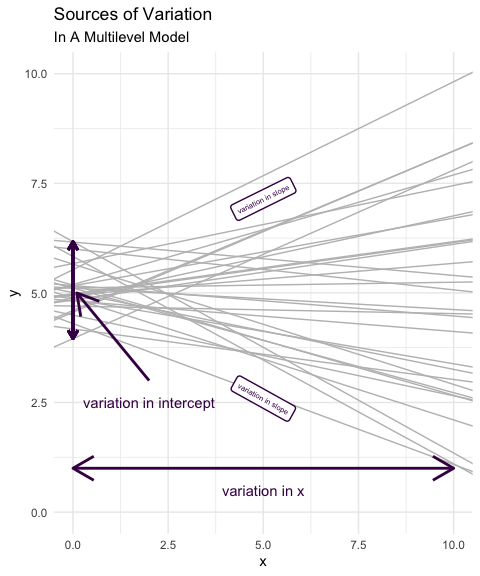 Sources of Variation
In A Multilevel Model
10.0
7.5
variation in slope
y
5.0
variation in intercept
2.5
variation in slope
variation in x
0.0
0.0
2.5
5.0
7.5
10.0
x